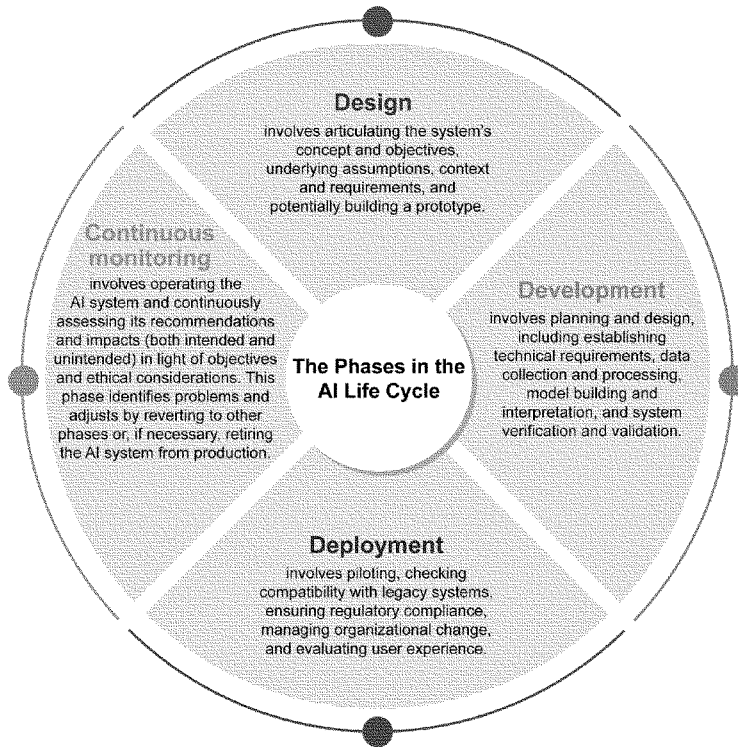 Design
involves articulating the system's
concept and objectives,
underlying assumptions, context
and requirements, and
potentially building a prototype.
Continuous
monitoring
involves operating the
AI system and continuously
assessing its recommendations
and impacts (both intended and
unintended) in light of objectives
and ethical considerations. This
phase identifies problems and
adjusts by reverting to other
phases or, if necessary, retiring
the AI system from production.
The Phases in the
AI Life Cycle
Development
involves planning and design,
including establishing
technical requirements, data
collection and processing,
model building and
interpretation, and system
verification and validation.
Deployment
involves piloting, checking
compatibility with legacy systems,
ensuring regulatory compliance,
managing organizational change,
and evaluating user experience.